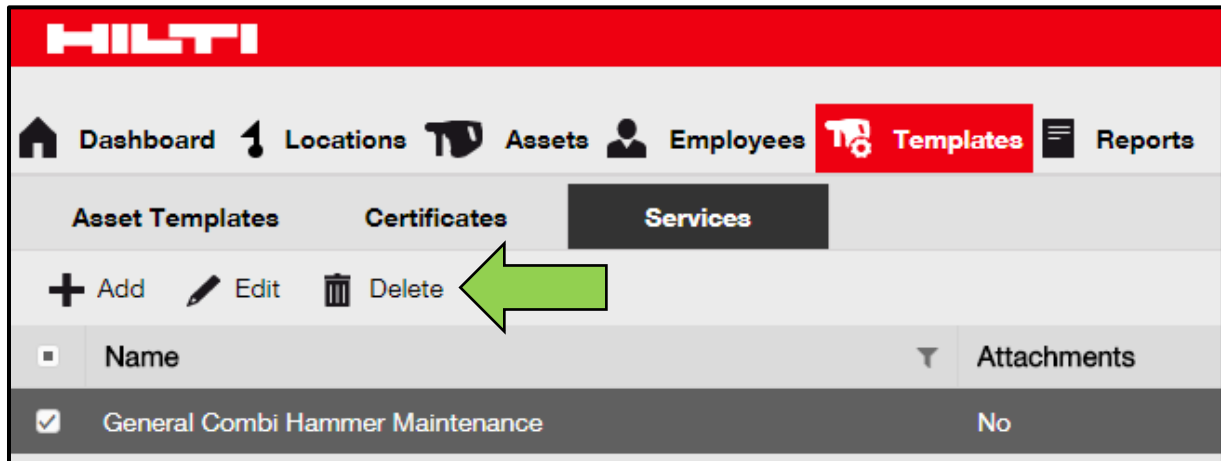 HILTI
Dashboard Locations Assets Employees Templates Reports
Asset Templates Certificates Services
Add Edit Delete
Name Attachments
General Combi Hammer Maintenance No